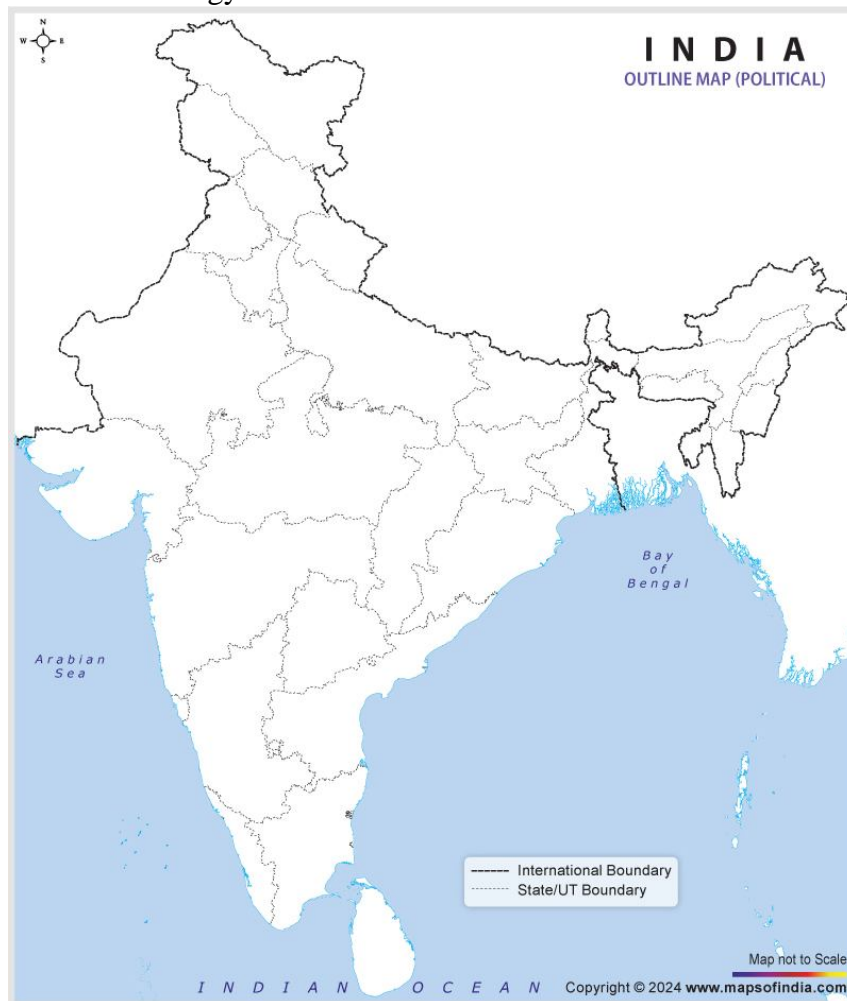 gy
N
W E
S
INDIA
OUTLINE MAP (POLITICAL)
Bay
of
Bengal
Arabian
Sea
International Boundary
State/UT Boundary
Map not to Scale
INDIAN OCEAN
Copyright © 2024 www.mapsofindia.com